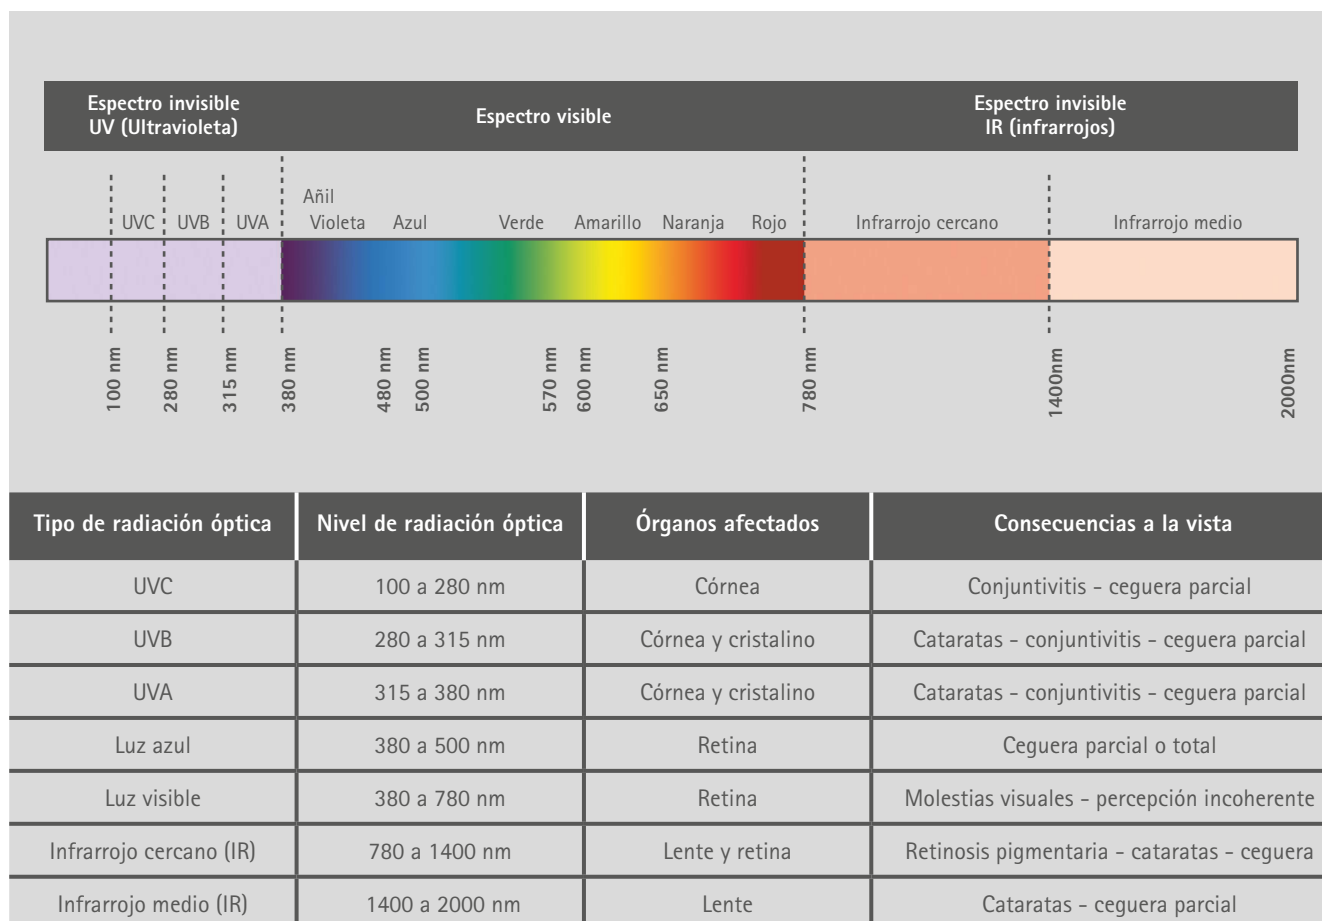 Espectro invisible
UV (Ultravioleta)
Espectro visible
Espectro invisible
IR (infrarrojos)
Añil
UVC UVB UVA Violeta Azul Verde Amarillo Naranja Rojo Infrarrojo cercano Infrarrojo medio
100 nm
280 nm
315 nm
380 nm
480 nm
500 nm
570 nm
600 nm
650 nm
780 nm
1400nm
2000nm
Tipo de radiación óptica Nivel de radiación óptica Órganos afectados Consecuencias a la vista
UVC 100 a 280 nm Córnea Conjuntivitis - ceguera parcial
UVB 280 a 315 nm Córnea y cristalino Cataratas - conjuntivitis - ceguera parcial
UVA 315 a 380 nm Córnea y cristalino Cataratas - conjuntivitis - ceguera parcial
Luz azul 380 a 500 nm Retina Ceguera parcial o total
Luz visible 380 a 780 nm Retina Molestias visuales - percepción incoherente
Infrarrojo cercano (IR) 780 a 1400 nm Lente y retina Retinosis pigmentaria - cataratas - ceguera
Infrarrojo medio (IR) 1400 a 2000 nm Lente Cataratas - ceguera parcial